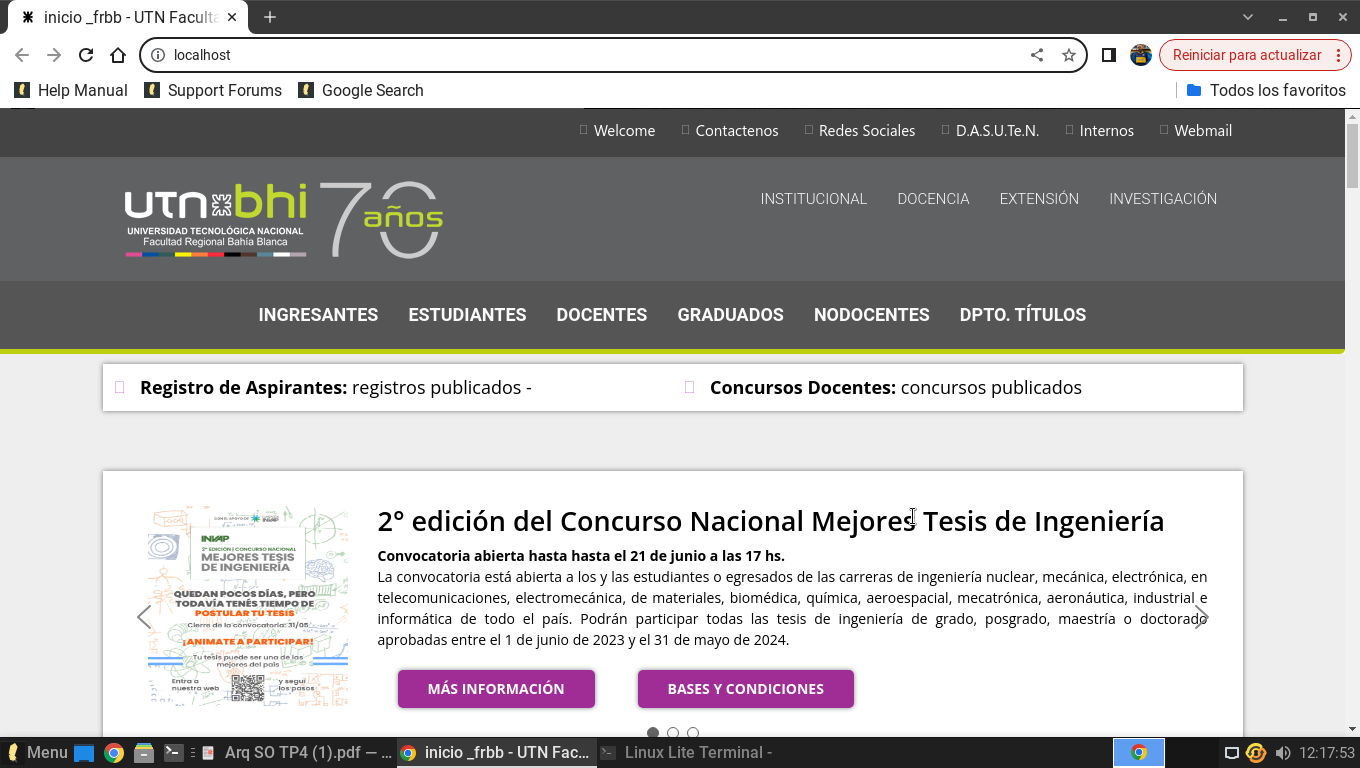 inicio _frbb - UTN Faculta
localhost
Reiniciar para actualizar
Help Manual
Support Forums
Google Search
Todos los favoritos
Welcome
Contactenos
Redes Sociales
D.A.S.U.Te.N.
Internos
Webmail
utn bhi
UNIVERSIDAD TECNOLÓGICA NACIONAL
Facultad Regional Bahía Blanca
70 años
INSTITUCIONAL
DOCENCIA
EXTENSIÓN
INVESTIGACIÓN
INGRESANTES
ESTUDIANTES
DOCENTES
GRADUADOS
NODOCENTES
DPTO. TÍTULOS
Registro de Aspirantes: registros publicados -
Concursos Docentes: concursos publicados
CON EL APOYO DE
INVAP
2° EDICIÓN | CONCURSO NACIONAL
MEJORES TESIS
DE INGENIERÍA
QUEDAN POCOS DÍAS, PERO
TODAVÍA TENÉS TIEMPO DE
POSTULAR TU TESIS
Cierre de la convocatoria: 31/05
¡ANIMATE A PARTICIPAR!
Tu tesis puede ser una de las
mejores del país
Entrá a
nuestra web
y seguí
los pasos
2° edición del Concurso Nacional Mejores Tesis de Ingeniería
Convocatoria abierta hasta hasta el 21 de junio a las 17 hs.
La convocatoria está abierta a los y las estudiantes o egresados de las carreras de ingeniería nuclear, mecánica, electrónica, en
telecomunicaciones, electromecánica, de materiales, biomédica, química, aeroespacial, mecatrónica, aeronáutica, industrial e
informática de todo el país. Podrán participar todas las tesis de ingeniería de grado, posgrado, maestría o doctorado
aprobadas entre el 1 de junio de 2023 y el 31 de mayo de 2024.
MÁS INFORMACIÓN
BASES Y CONDICIONES
Menu
Arq SO TP4 (1).pdf — ...
inicio _frbb - UTN Fac...
Linux Lite Terminal -
12:17:53